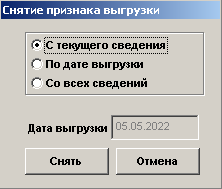 Снятие признака выгрузки
С текущего сведения
По дате выгрузки
Со всех сведений
Дата выгрузки 05.05.2022
Снять Отмена